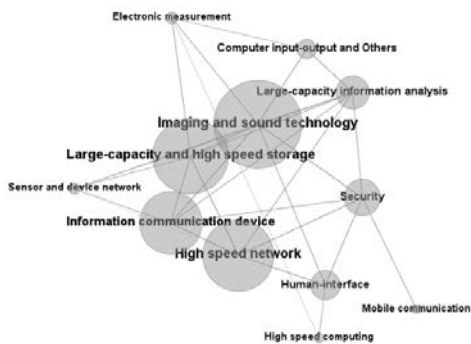 Electronic measurement
Computer input-output and Others
Large-capacity information analysis
Imaging and sound technology
Large-capacity and high speed storage
Sensor and device network
Security
Information communication device
High speed network
Human-interface
Mobile communication
High speed computing